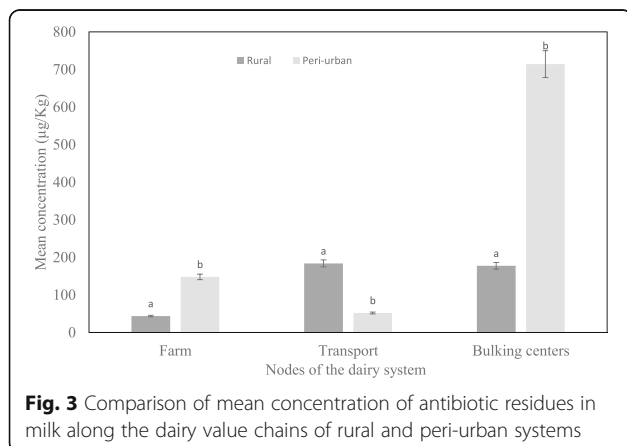 800
700
600
500
400
300
200
100
0
Mean concentration (µg/Kg)
Rural
Peri-urban
a
b
a
b
a
b
Farm
Transport
Bulking centers
Nodes of the dairy system
Fig. 3 Comparison of mean concentration of antibiotic residues in
milk along the dairy value chains of rural and peri-urban systems